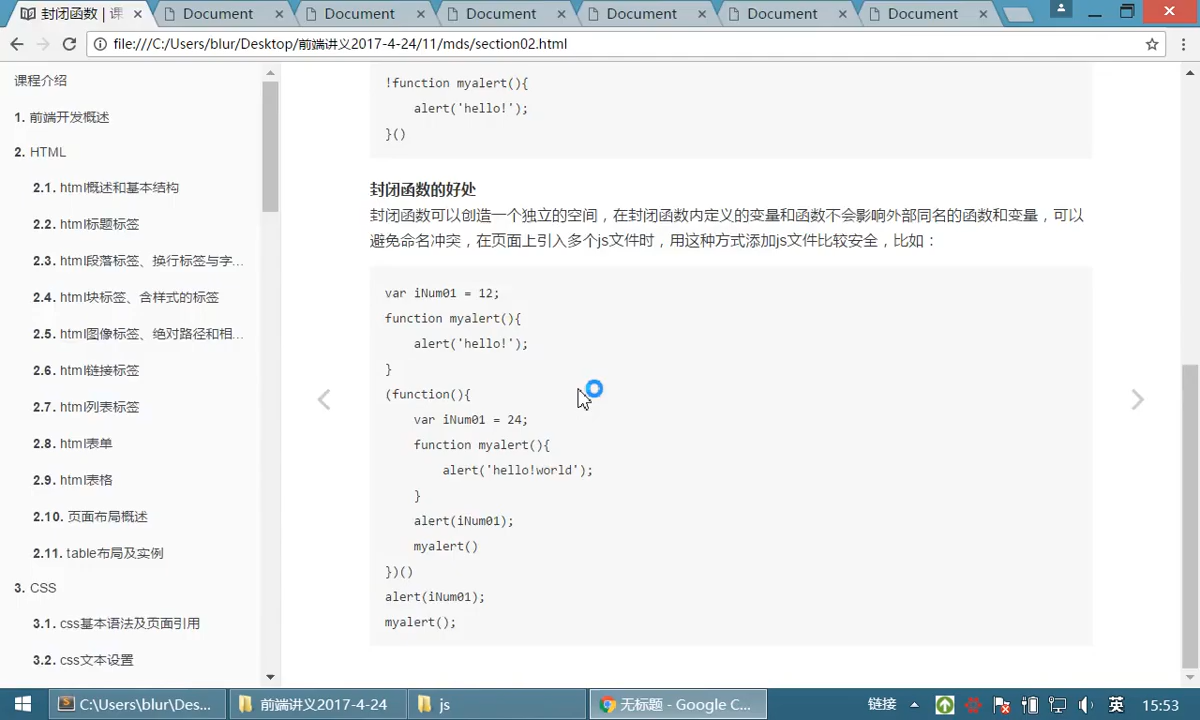 封闭函数 | 课
Document
Document
Document
Document
Document
Document
file:///C:/Users/blur/Desktop/前端讲义2017-4-24/11/mds/section02.html
课程介绍
1. 前端开发概述
2. HTML
2.1. html概述和基本结构
2.2. html标题标签
2.3. html段落标签、换行标签与字...
2.4. html块标签、含样式的标签
2.5. html图像标签、绝对路径和相...
2.6. html链接标签
2.7. html列表标签
2.8. html表单
2.9. html表格
2.10. 页面布局概述
2.11. table布局及实例
3. CSS
3.1. css基本语法及页面引用
3.2. css文本设置
!function myalert(){
alert('hello!');
}()
封闭函数的好处
封闭函数可以创造一个独立的空间，在封闭函数内定义的变量和函数不会影响外部同名的函数和变量，可以
避免命名冲突，在页面上引入多个js文件时，用这种方式添加js文件比较安全，比如：
var iNum01 = 12;
function myalert(){
alert('hello!');
}
(function(){
var iNum01 = 24;
function myalert(){
alert('hello!world');
}
alert(iNum01);
myalert()
})()
alert(iNum01);
myalert();
C:\Users\blur\Des...
前端讲义2017-4-24
js
无标题 - Google C...
链接
英
15:53